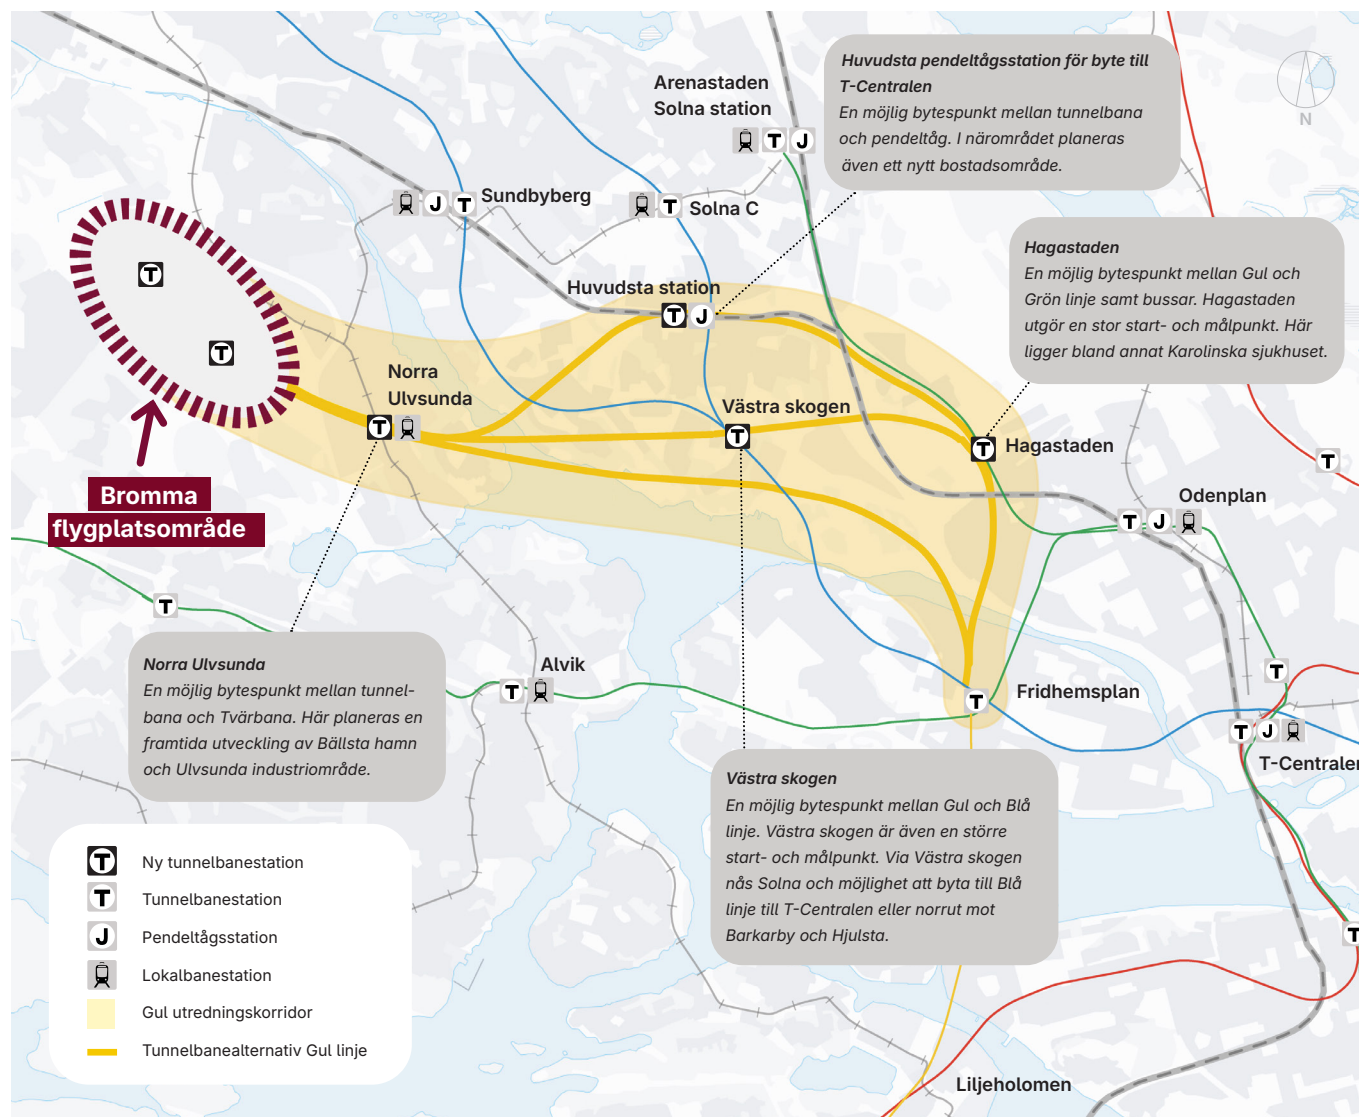 Arenastaden
Solna station
T J
Huvudsta pendeltågsstation för byte till
T-Centralen
En möjlig bytespunkt mellan tunnelbana
och pendeltåg. I närområdet planeras
även ett nytt bostadsområde.
N
J T Sundbyberg
T Solna C
Hagastaden
En möjlig bytespunkt mellan Gul och
Grön linje samt bussar. Hagastaden
utgör en stor start- och målpunkt. Här
ligger bland annat Karolinska sjukhuset.
T
T
Huvudsta station
T J
Norra
Ulvsunda
T
Västra skogen
T
T Hagastaden
T
Bromma
flygplatsområde
Odenplan
T J
T
Norra Ulvsunda
En möjlig bytespunkt mellan tunnel-
bana och Tvärbana. Här planeras en
framtida utveckling av Bällsta hamn
och Ulvsunda industriområde.
Alvik
T
T
Fridhemsplan
T
T J
T-Centralen
Västra skogen
En möjlig bytespunkt mellan Gul och Blå
linje. Västra skogen är även en större
start- och målpunkt. Via Västra skogen
nås Solna och möjlighet att byta till Blå
linje till T-Centralen eller norrut mot
Barkarby och Hjulsta.
T
T Ny tunnelbanestation
T Tunnelbanestation
J Pendeltågsstation
Lokalbanestation
Gul utredningskorridor
Tunnelbanealternativ Gul linje
Liljeholomen